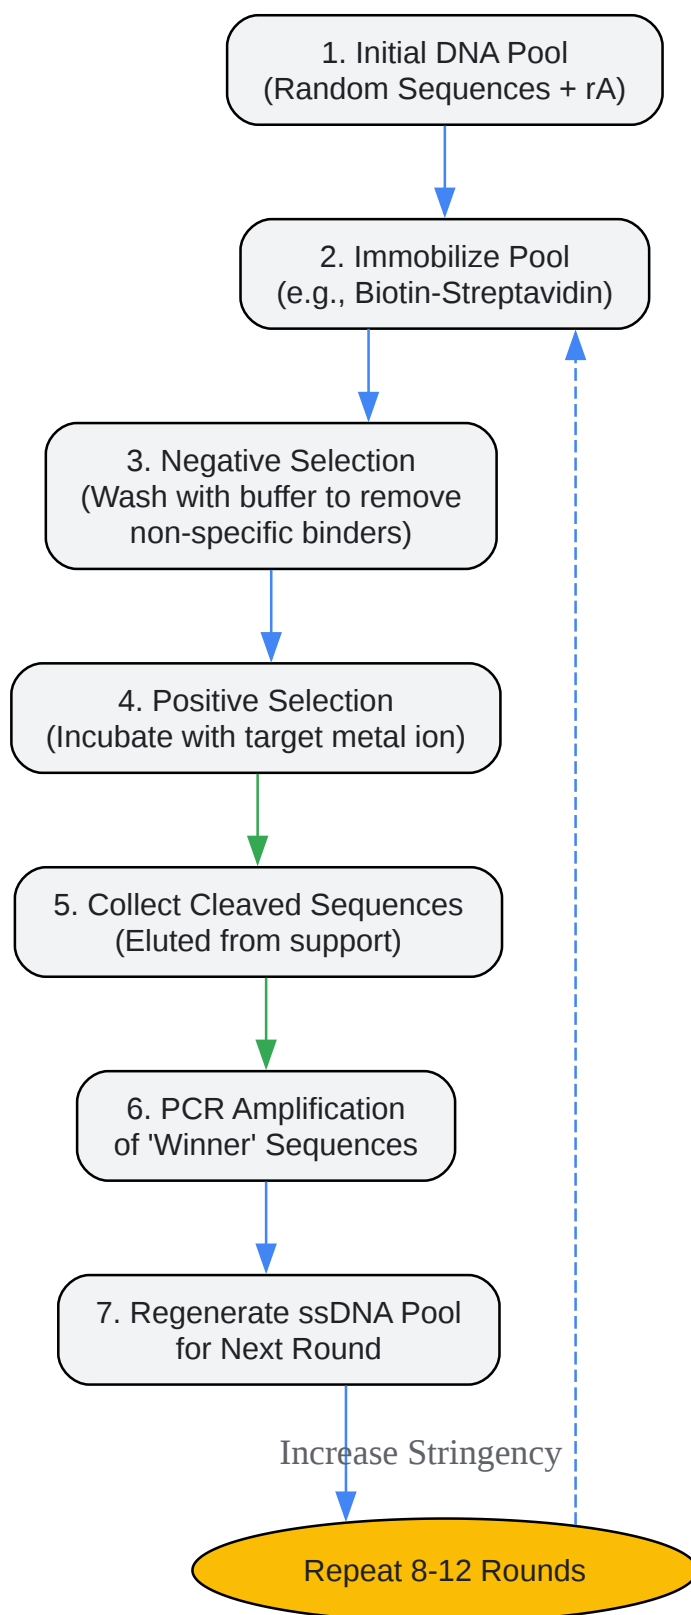 1. Initial DNA Pool
(Random Sequences + rA)
2. Immobilize Pool
(e.g., Biotin-Streptavidin)
3. Negative Selection
(Wash with buffer to remove
non-specific binders)
4. Positive Selection
(Incubate with target metal ion)
5. Collect Cleaved Sequences
(Eluted from support)
6. PCR Amplification
of 'Winner' Sequences
7. Regenerate ssDNA Pool
for Next Round
Increase Stringency
Repeat 8-12 Rounds